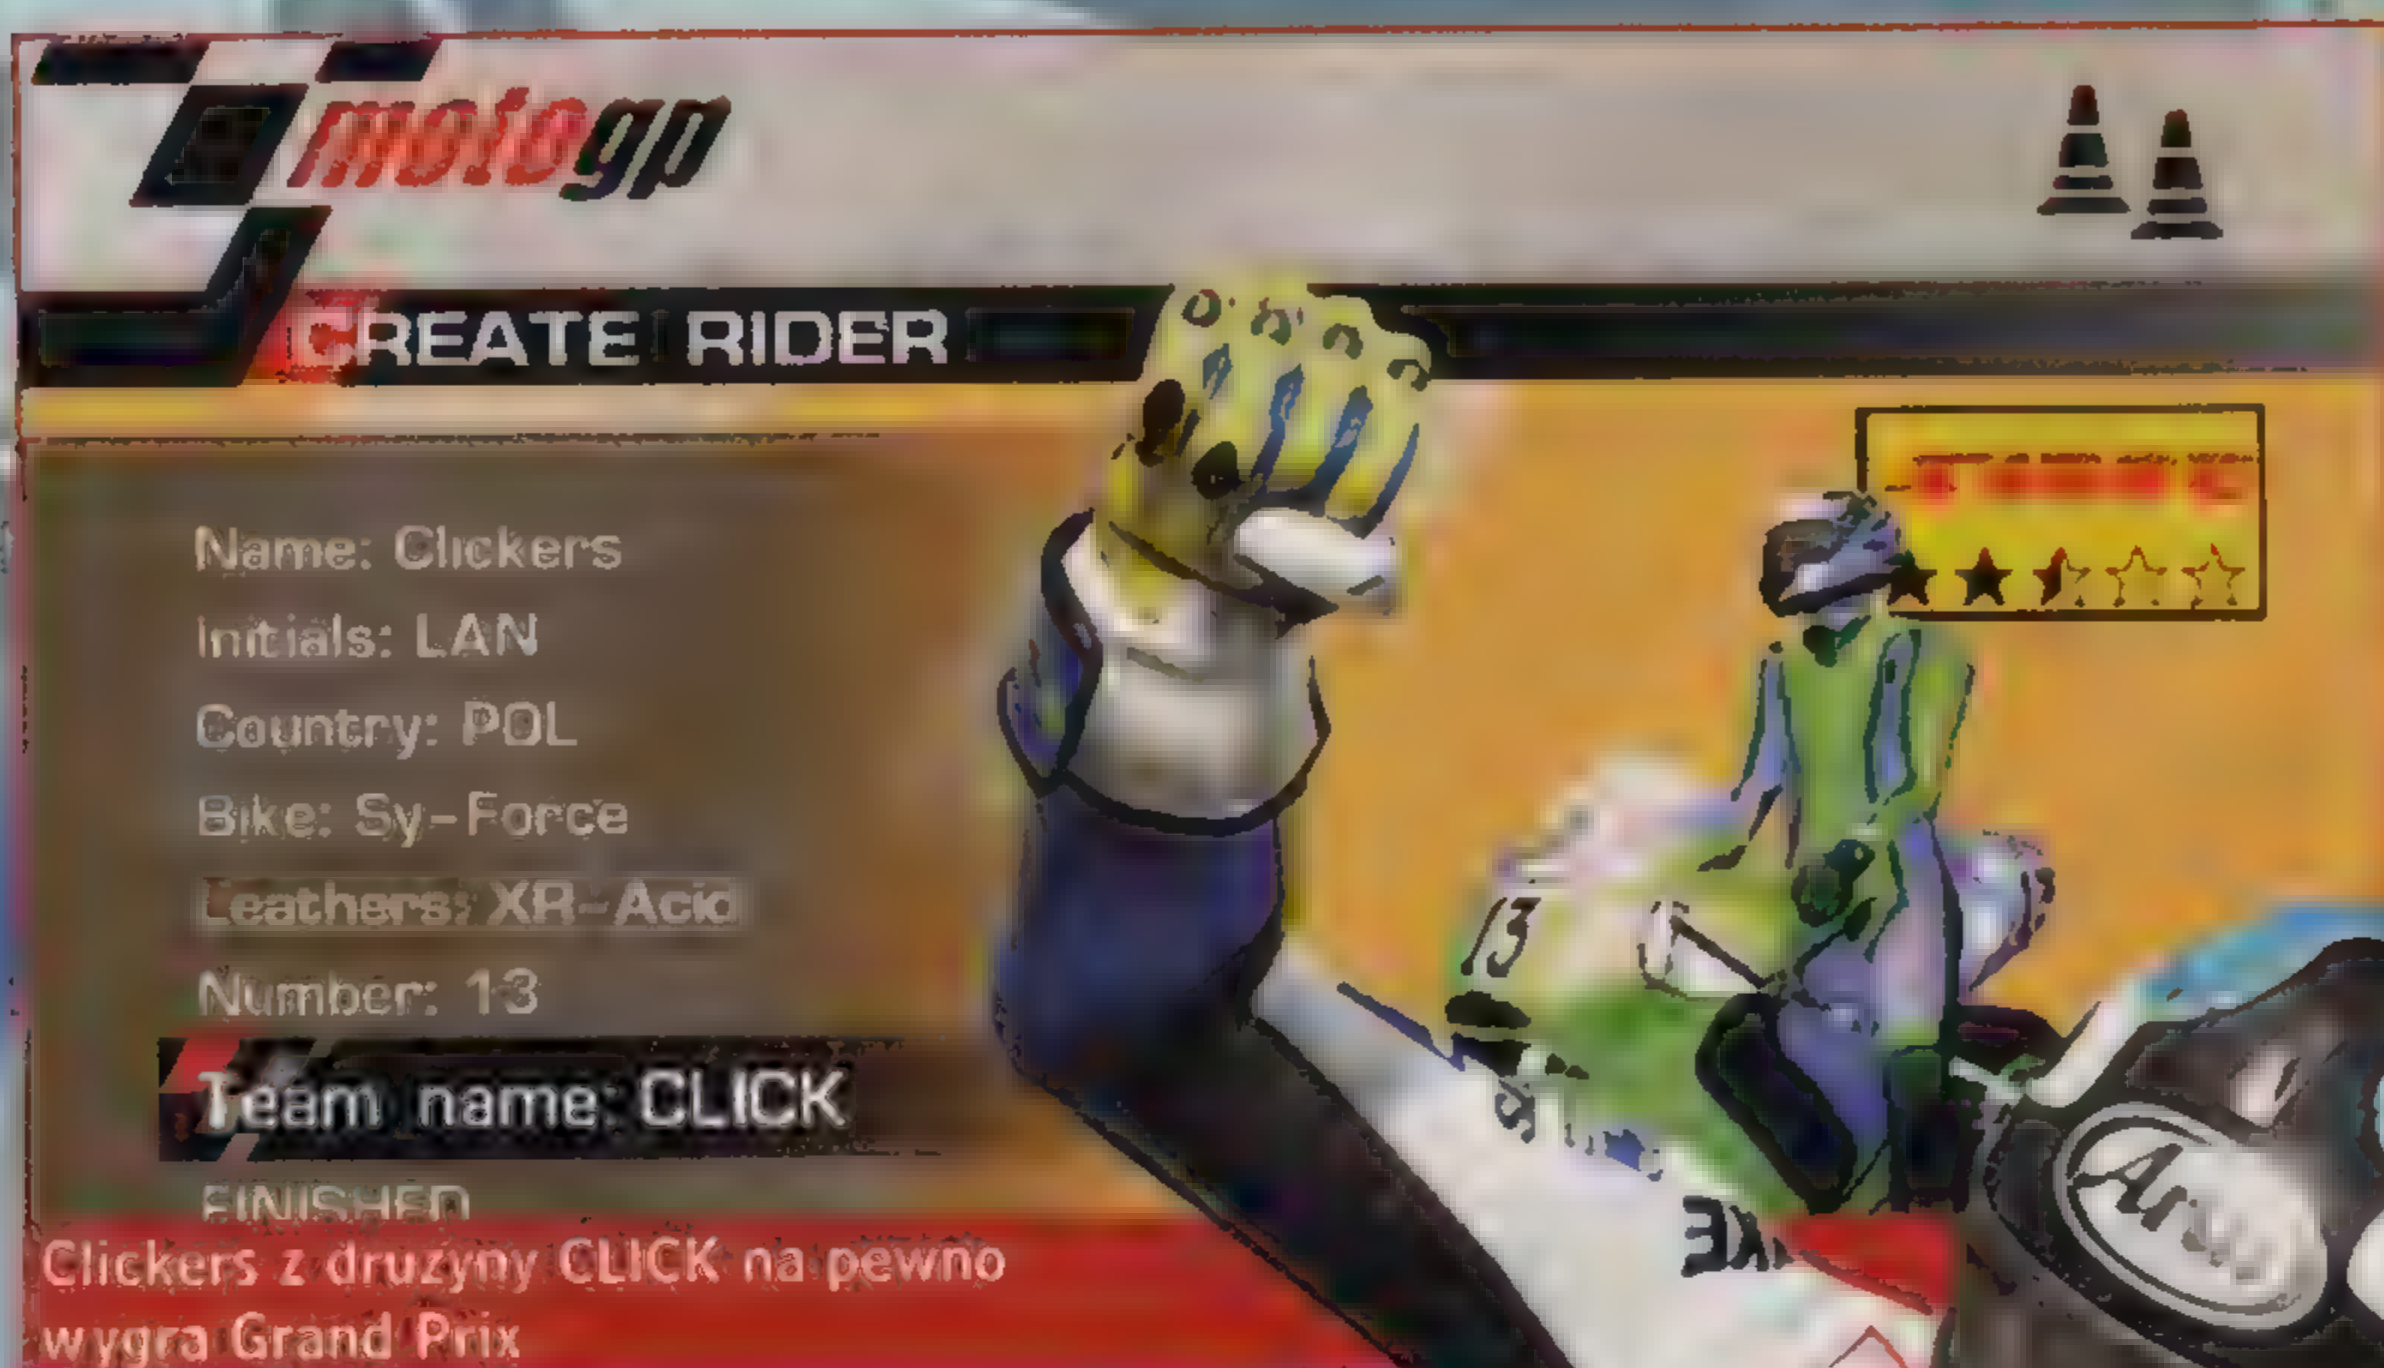 motogp
CREATE RIDER
Name: Clickers
Initials: LAN
Country: POL
Bike: Sy-Force
Leathers: XR-Acid
Number: 13
Team name: CLICK
FINISHED
13
Clickers z drużyny CLICK na pewno
wygra Grand Prix